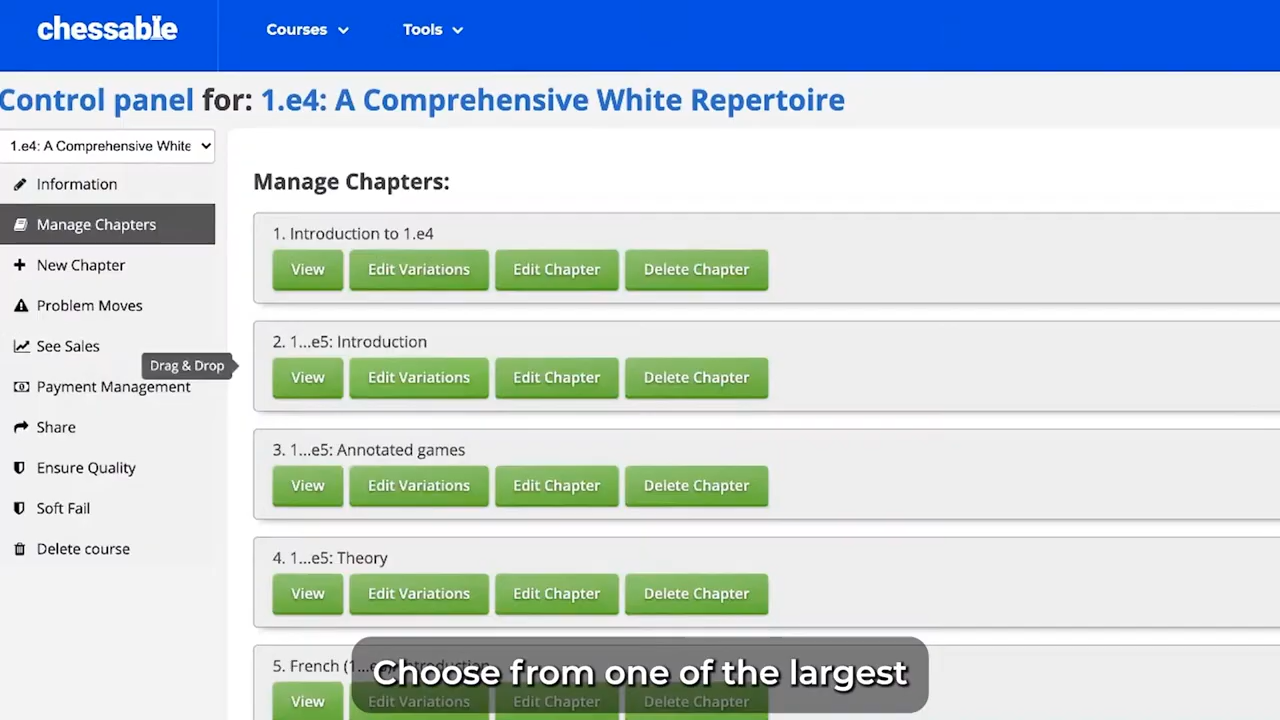 chessable
Courses
Tools
Control panel for: 1.e4: A Comprehensive White Repertoire
1.e4: A Comprehensive White
Information
Manage Chapters
New Chapter
Problem Moves
See Sales
Drag & Drop
Payment Management
Share
Ensure Quality
Soft Fail
Delete course
Manage Chapters:
1. Introduction to 1.e4
View Edit Variations Edit Chapter Delete Chapter
2. 1...e5: Introduction
View Edit Variations Edit Chapter Delete Chapter
3. 1...e5: Annotated games
View Edit Variations Edit Chapter Delete Chapter
4. 1...e5: Theory
View Edit Variations Edit Chapter Delete Chapter
5. French (1...e6): Introduction
View Edit Variations Edit Chapter Delete Chapter
Choose from one of the largest